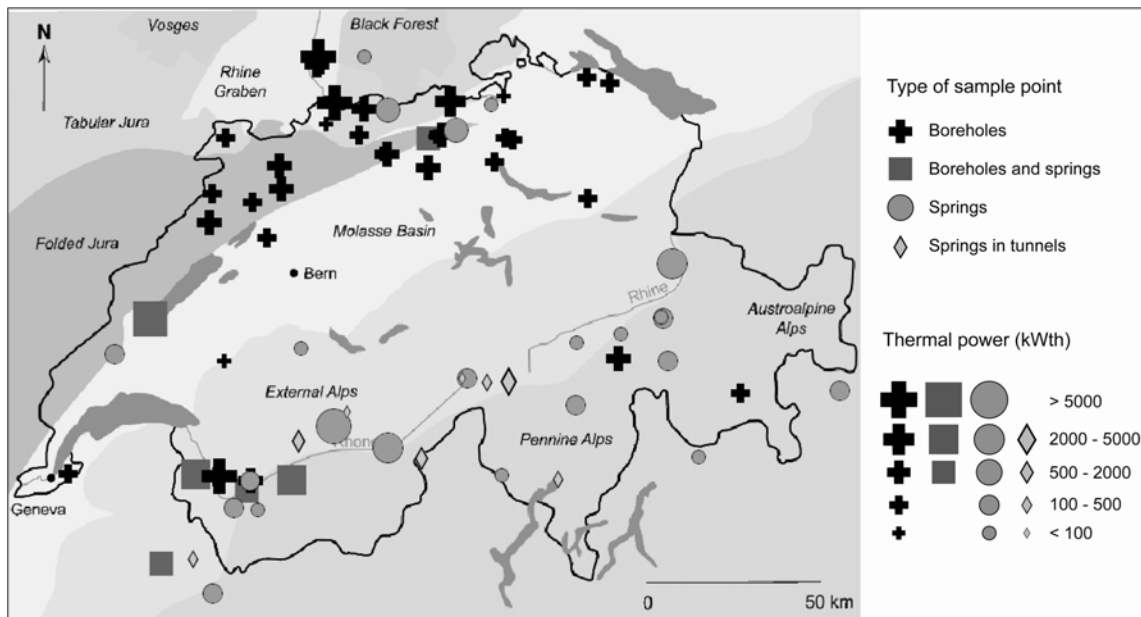 N
Vosges
Black Forest
Rhine
Graben
Tabular Jura
Folded Jura
Molasse Basin
Bern
Rhine
Austroalpine
Alps
External Alps
Rhone
Pennine Alps
Geneva
0 50 km
Type of sample point
Boreholes
Boreholes and springs
Springs
Springs in tunnels
Thermal power (kWth)
> 5000
2000 - 5000
500 - 2000
100 - 500
< 100